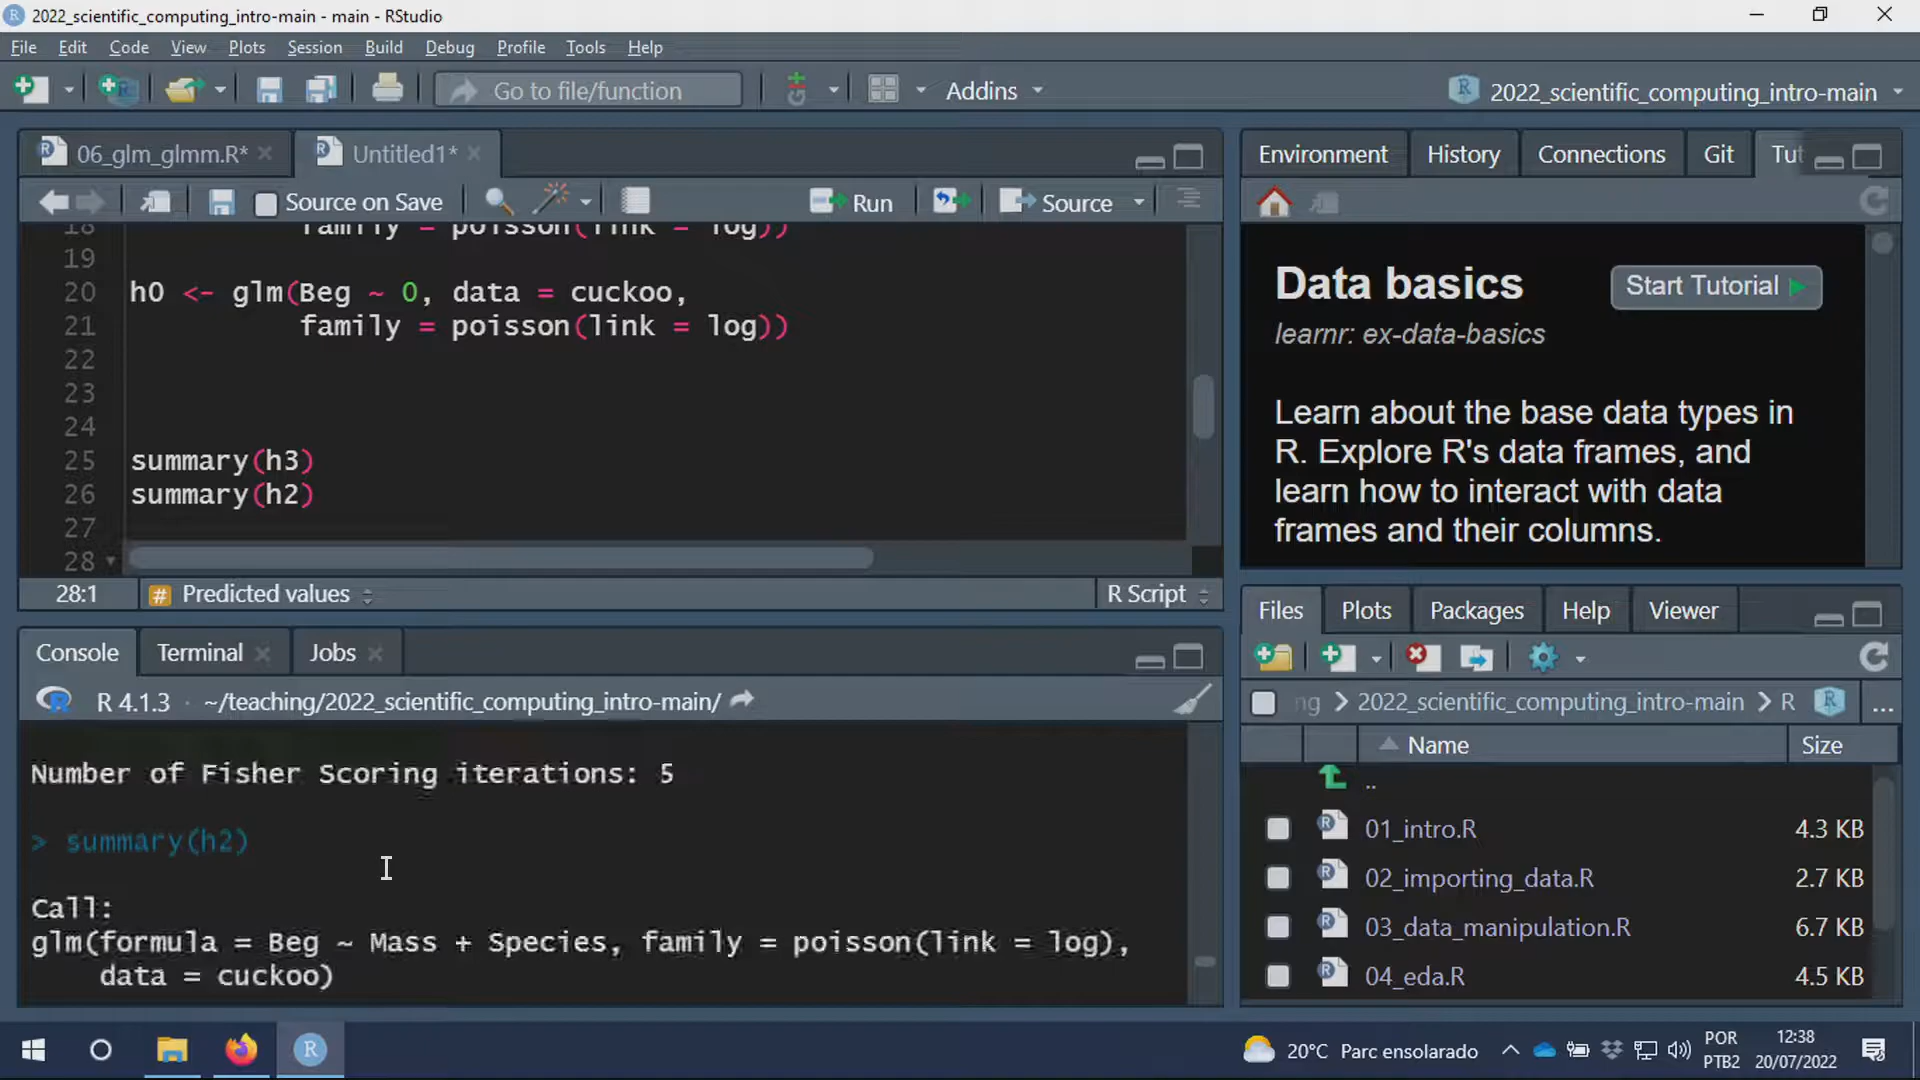 2022_scientific_computing_intro-main - main - RStudio
File Edit Code View Plots Session Build Debug Profile Tools Help
Go to file/function Addins 2022_scientific_computing_intro-main
06_glm_glmm.R* Untitled1*
Source on Save Run Source
18 family = poisson(link = log))
19
20 h0 <- glm(Beg ~ 0, data = cuckoo,
21 family = poisson(link = log))
22
23
24
25 summary(h3)
26 summary(h2)
27
28
28:1 # Predicted values R Script
Console Terminal Jobs
R 4.1.3 · ~/teaching/2022_scientific_computing_intro-main/
Number of Fisher Scoring iterations: 5
> summary(h2)
Call:
glm(formula = Beg ~ Mass + Species, family = poisson(link = log),
data = cuckoo)
Environment History Connections Git Tut
Data basics Start Tutorial
learnr: ex-data-basics
Learn about the base data types in
R. Explore R's data frames, and
learn how to interact with data
frames and their columns.
Files Plots Packages Help Viewer
ng > 2022_scientific_computing_intro-main > R ...
Name Size
..
01_intro.R 4.3 KB
02_importing_data.R 2.7 KB
03_data_manipulation.R 6.7 KB
04_eda.R 4.5 KB
20°C Parc ensolarado POR 12:38
PTB2 20/07/2022